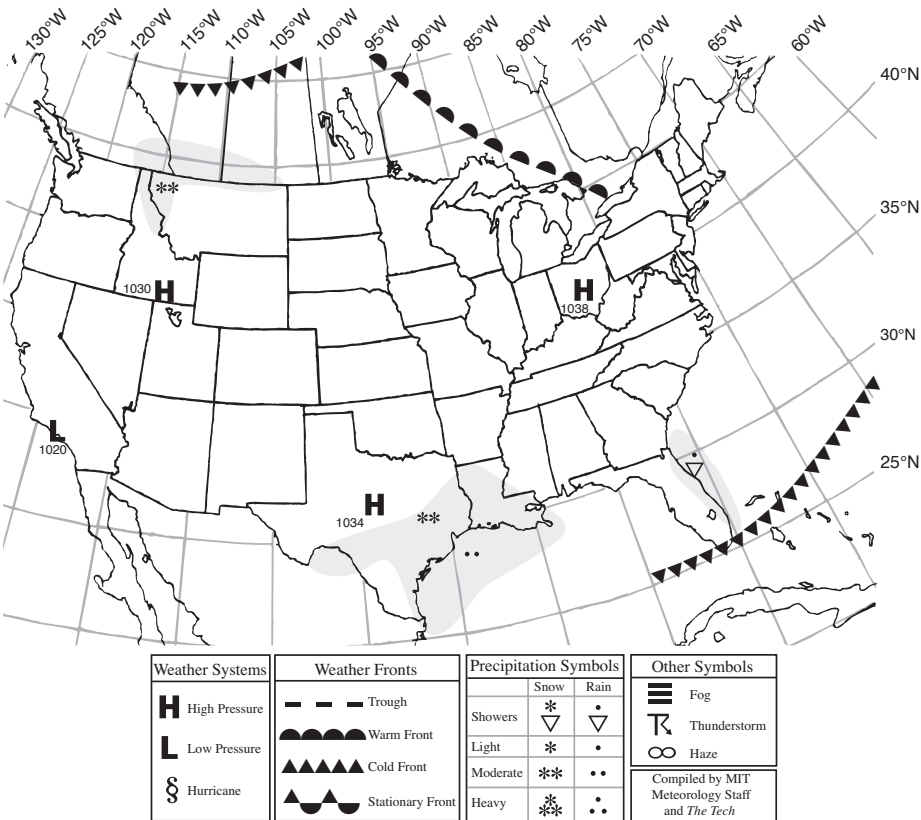 130°W 125°W 120°W 115°W 110°W 105°W 100°W 95°W 90°W 85°W 80°W 75°W 70°W 65°W 60°W
40°N
35°N
30°N
25°N
1030 H
H
1038
L
1020
H
1034
Weather Systems
H High Pressure
L Low Pressure
§ Hurricane
Weather Fronts
Trough
Warm Front
Cold Front
Stationary Front
Precipitation Symbols
Snow Rain
Showers
Light
Moderate
Heavy
Other Symbols
Fog
Thunderstorm
Haze
Compiled by MIT
Meteorology Staff
and The Tech